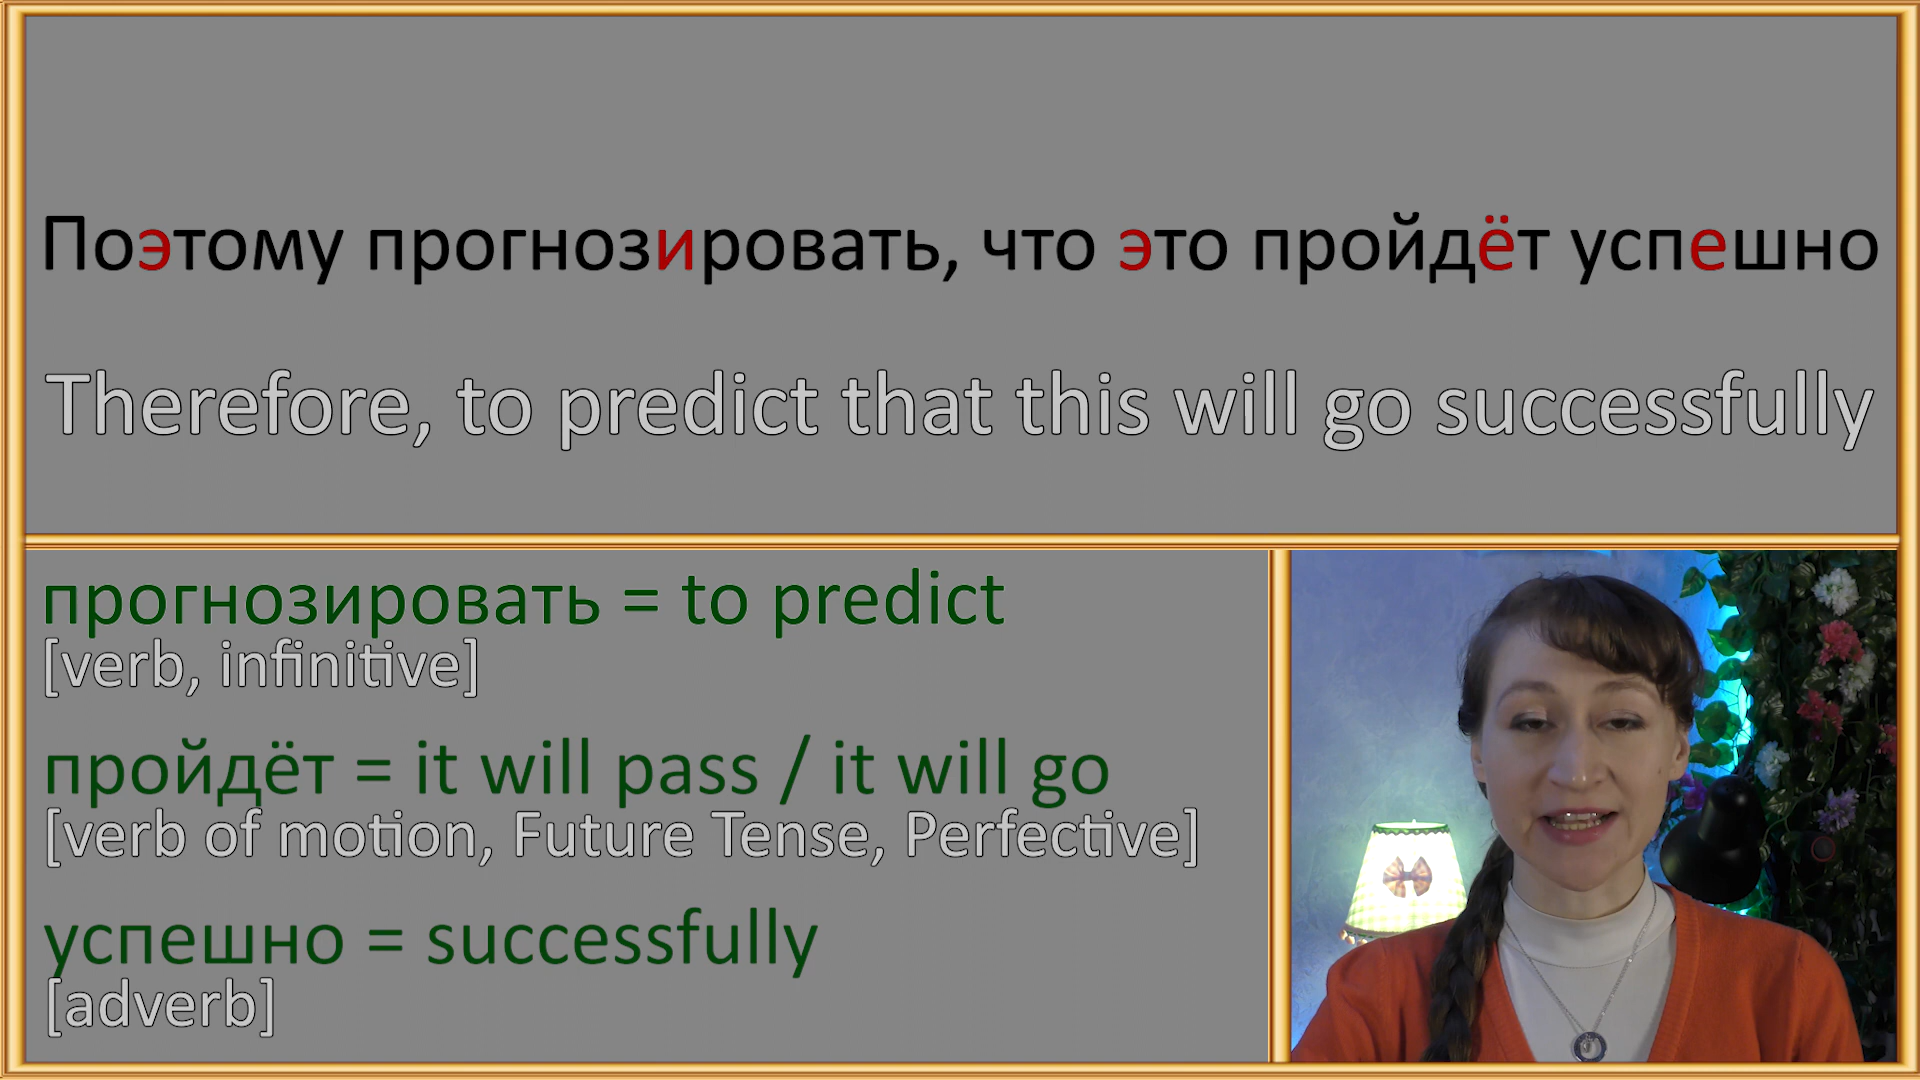 Поэтому прогнозировать, что это пройдёт успешно
Therefore, to predict that this will go successfully
прогнозировать = to predict
[verb, infinitive]
пройдёт = it will pass / it will go
[verb of motion, Future Tense, Perfective]
успешно = successfully
[adverb]